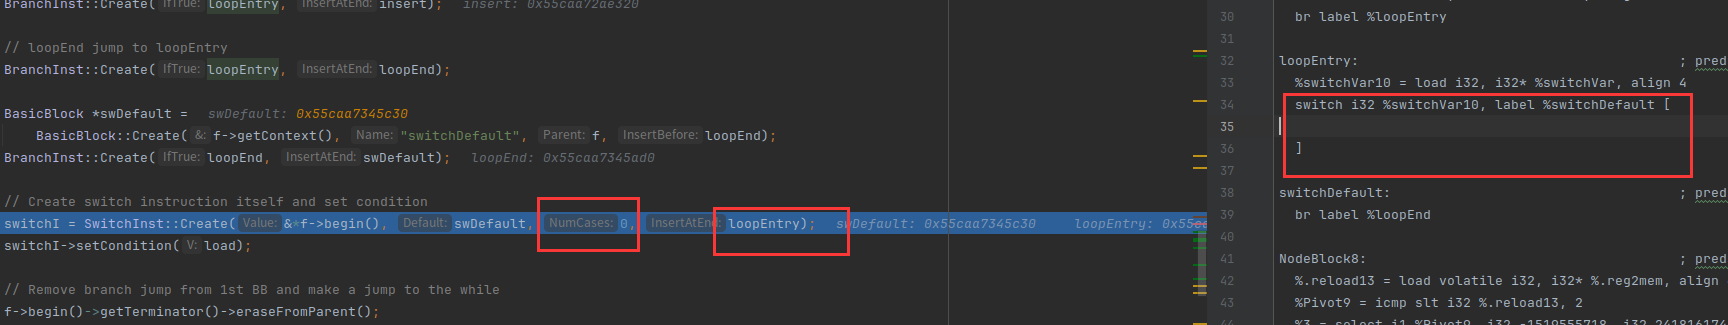 BranchInst::Create( IfTrue: loopEntry, InsertAtEnd: insert); insert: 0x55caa72ae320
// loopEnd jump to loopEntry
BranchInst::Create( IfTrue: loopEntry, InsertAtEnd: loopEnd);
BasicBlock *swDefault = swDefault: 0x55caa7345c30
BasicBlock::Create( &: f->getContext(), Name: "switchDefault", Parent: f, InsertBefore: loopEnd);
BranchInst::Create( IfTrue: loopEnd, InsertAtEnd: swDefault); loopEnd: 0x55caa7345ad0
// Create switch instruction itself and set condition
switchI = SwitchInst::Create( Value: &*f->begin(), Default: swDefault, NumCases: 0, InsertAtEnd: loopEntry); swDefault: 0x55caa7345c30 loopEntry:
switchI->setCondition( V: load);
// Remove branch jump from 1st BB and make a jump to the while
f->begin()->getTerminator()->eraseFromParent();
30 br label %loopEntry
31
32 loopEntry: ; pred
33 %switchVar10 = load i32, i32* %switchVar, align 4
34 switch i32 %switchVar10, label %switchDefault [
35
36 ]
37
38 switchDefault: ; pred
39 br label %loopEnd
40
41 NodeBlock8: ; pred
42 %.reload13 = load volatile i32, i32* %.reg2mem, align
43 %Pivot9 = icmp slt i32 %.reload13, 2